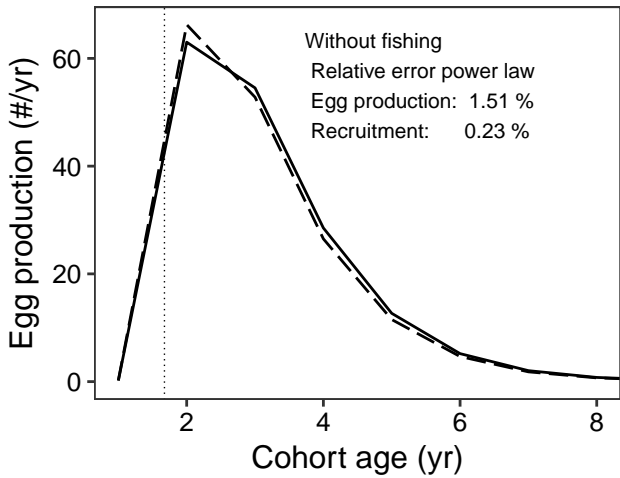 Egg production (#/yr)
60
40
20
0
Without fishing
Relative error power law
Egg production: 1.51 %
Recruitment: 0.23 %
2 4 6 8
Cohort age (yr)